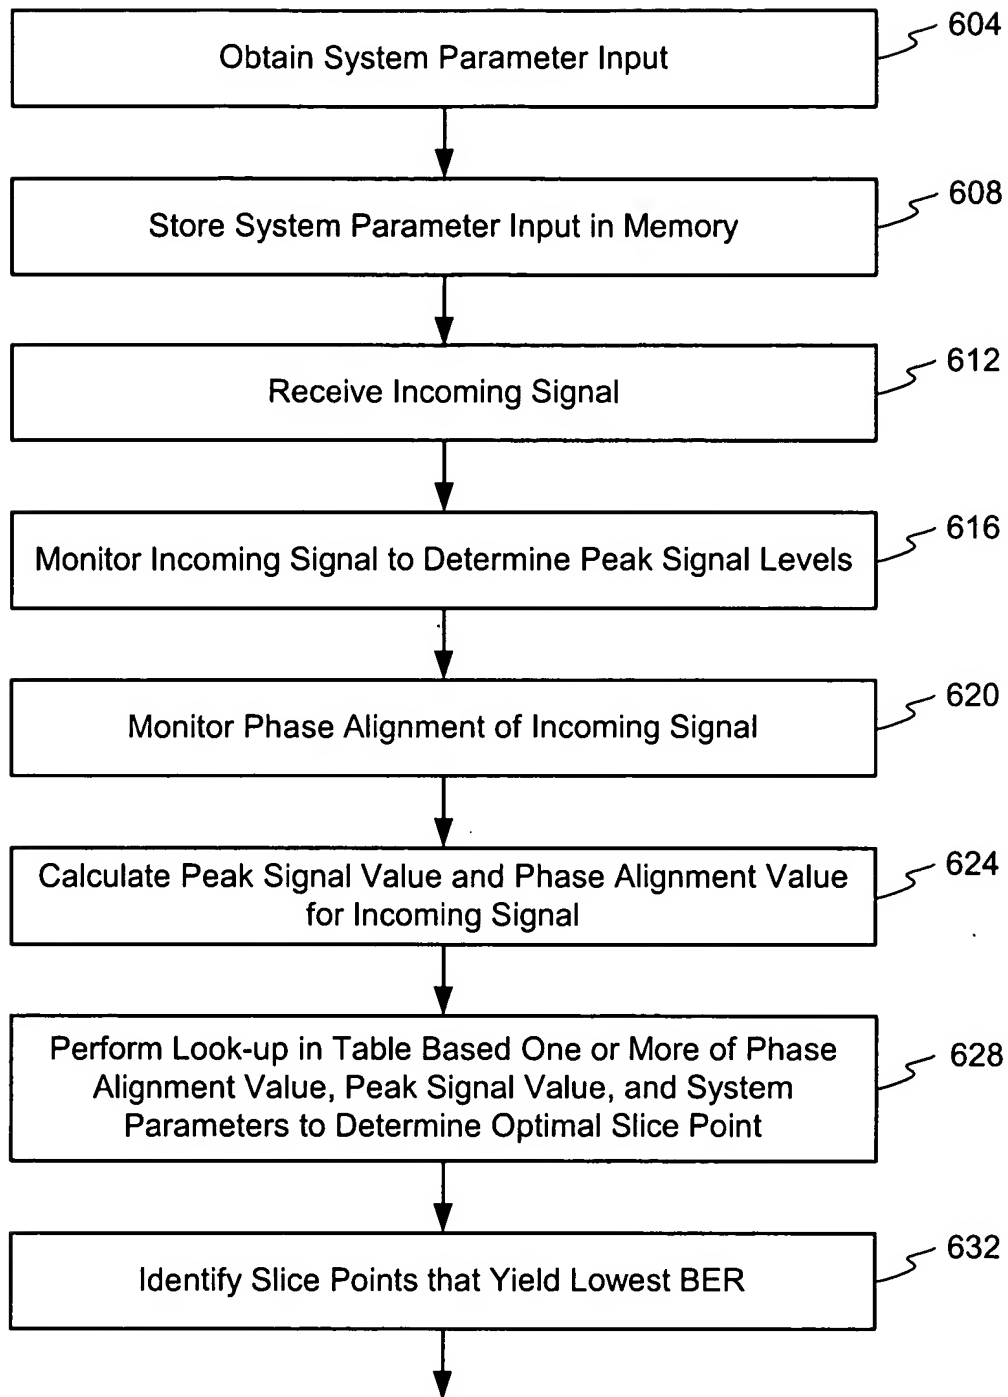 Obtain System Parameter Input
604
Store System Parameter Input in Memory
608
Receive Incoming Signal
612
Monitor Incoming Signal to Determine Peak Signal Levels
616
Monitor Phase Alignment of Incoming Signal
620
Calculate Peak Signal Value and Phase Alignment Value
for Incoming Signal
624
Perform Look-up in Table Based One or More of Phase
Alignment Value, Peak Signal Value, and System
Parameters to Determine Optimal Slice Point
628
Identify Slice Points that Yield Lowest BER
632